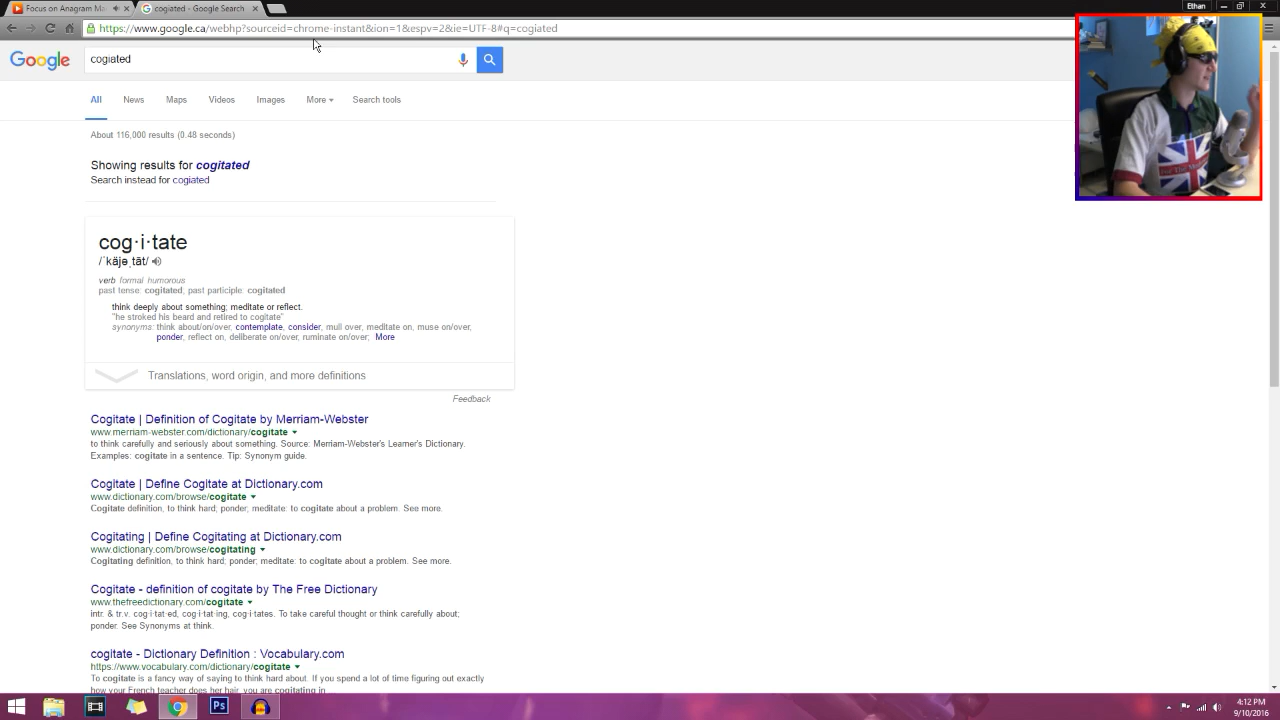 Focus on Anagram Ma
cogiated - Google Search
Ethan
https://www.google.ca/webhp?sourceid=chrome-instant&ion=1&espv=2&ie=UTF-8#q=cogiated
Google
cogiated
All
News
Maps
Videos
Images
More
Search tools
About 116,000 results (0.48 seconds)
Showing results for cogitated
Search instead for cogiated
cog·i·tate
/ˈkäjəˌtāt/
verb formal humorous
past tense: cogitated; past participle: cogitated
think deeply about something; meditate or reflect.
"he stroked his beard and retired to cogitate"
synonyms: think about/on/over, contemplate, consider, mull over, meditate on, muse on/over,
ponder, reflect on, deliberate on/over, ruminate on/over; More
Translations, word origin, and more definitions
Feedback
Cogitate | Definition of Cogitate by Merriam-Webster
www.merriam-webster.com/dictionary/cogitate
to think carefully and seriously about something. Source: Merriam-Webster's Learner's Dictionary.
Examples: cogitate in a sentence. Tip: Synonym guide.
Cogitate | Define Cogitate at Dictionary.com
www.dictionary.com/browse/cogitate
Cogitate definition, to think hard; ponder; meditate: to cogitate about a problem. See more.
Cogitating | Define Cogitating at Dictionary.com
www.dictionary.com/browse/cogitating
Cogitating definition, to think hard; ponder; meditate: to cogitate about a problem. See more.
Cogitate - definition of cogitate by The Free Dictionary
www.thefreedictionary.com/cogitate
intr. & tr.v. cog·i·tat·ed, cog·i·tat·ing, cog·i·tates. To take careful thought or think carefully about;
ponder. See Synonyms at think.
cogitate - Dictionary Definition : Vocabulary.com
https://www.vocabulary.com/dictionary/cogitate
To cogitate is a fancy way of saying to think hard about. If you spend a lot of time figuring out exactly
how your French teacher does her hair, you are cogitating in
Ps
4:12 PM
9/10/2016